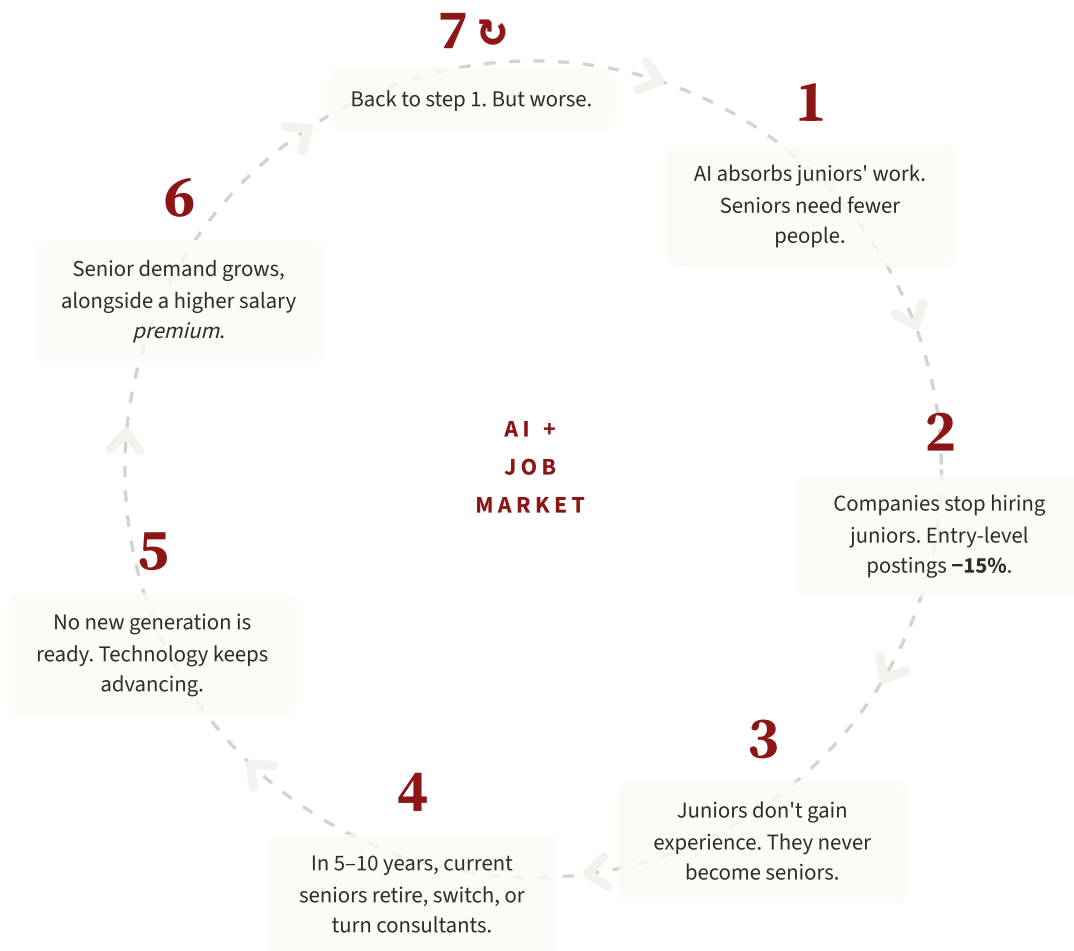 7 ↻
Back to step 1. But worse.
1
AI absorbs juniors' work.
Seniors need fewer
people.
2
Companies stop hiring
juniors. Entry-level
postings −15%.
3
Juniors don't gain
experience. They never
become seniors.
4
In 5–10 years, current
seniors retire, switch, or
turn consultants.
5
No new generation is
ready. Technology keeps
advancing.
6
Senior demand grows,
alongside a higher salary
premium.
AI +
JOB
MARKET